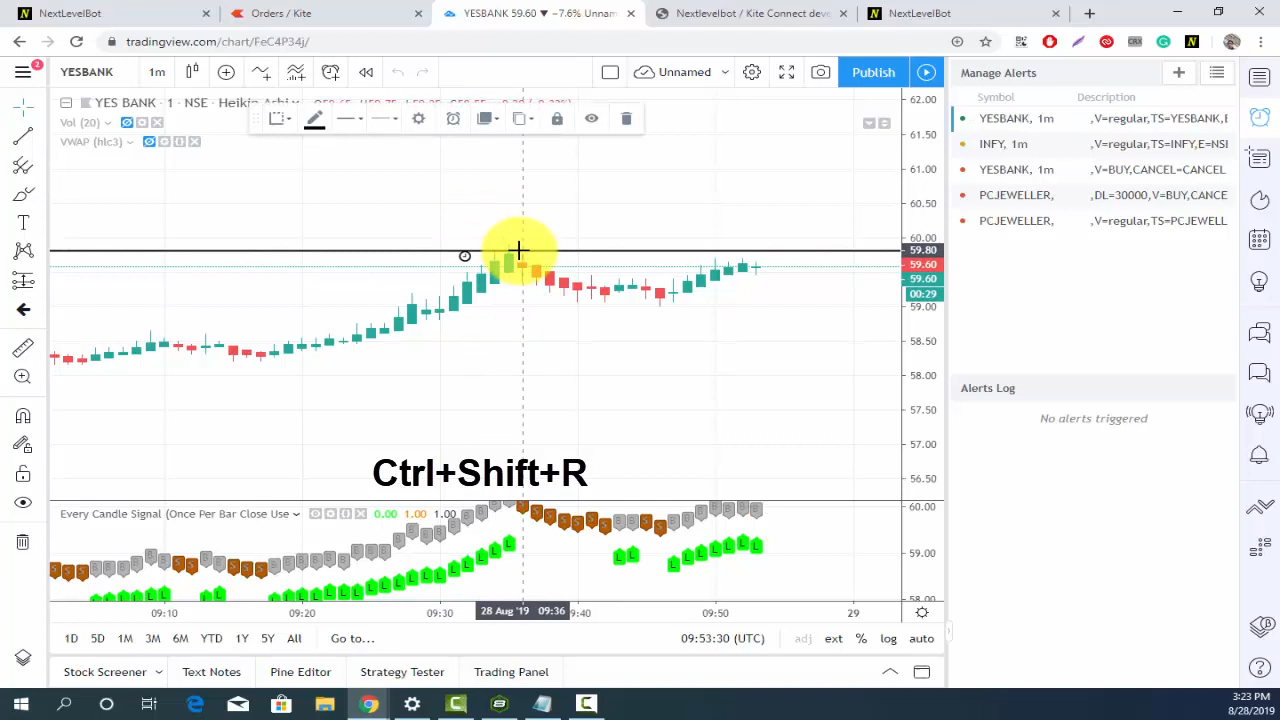 NextLevelBot
Orders / Kite
YESBANK 59.60 ▼ −7.6% Unnam
NextlevelBot / Kite Connect deve
NextLevelBot
tradingview.com/chart/FeC4P34j/
2
YESBANK
1m
Unnamed
Publish
YES BANK · 1 · NSE ·
Vol (20)
VWAP (hlc3)
62.00
61.50
61.00
60.50
60.00
59.80
59.60
59.60
00:29
59.00
58.50
58.00
57.80
57.40
57.00
56.50
Ctrl+Shift+R
Every Candle Signal (Once Per Bar Close Use
0.00 1.00 1.00
60.00
59.00
58.00
09:10
09:20
09:30
28 Aug '19 09:36
09:40
09:50
29
1D 5D 1M 3M 6M YTD 1Y 5Y All Go to...
09:53:30 (UTC)
adj ext % log auto
Stock Screener
Text Notes
Pine Editor
Strategy Tester
Trading Panel
Manage Alerts
Symbol Description
YESBANK, 1m ,V=regular,TS=YESBANK,E
INFY, 1m ,V=regular,TS=INFY,E=NSI
YESBANK, 1m ,V=BUY,CANCEL=CANCEL
PCJEWELLER, ,DL=30000,V=BUY,CANCE
PCJEWELLER, ,V=regular,TS=PCJEWELL
Alerts Log
No alerts triggered
3:23 PM
8/28/2019